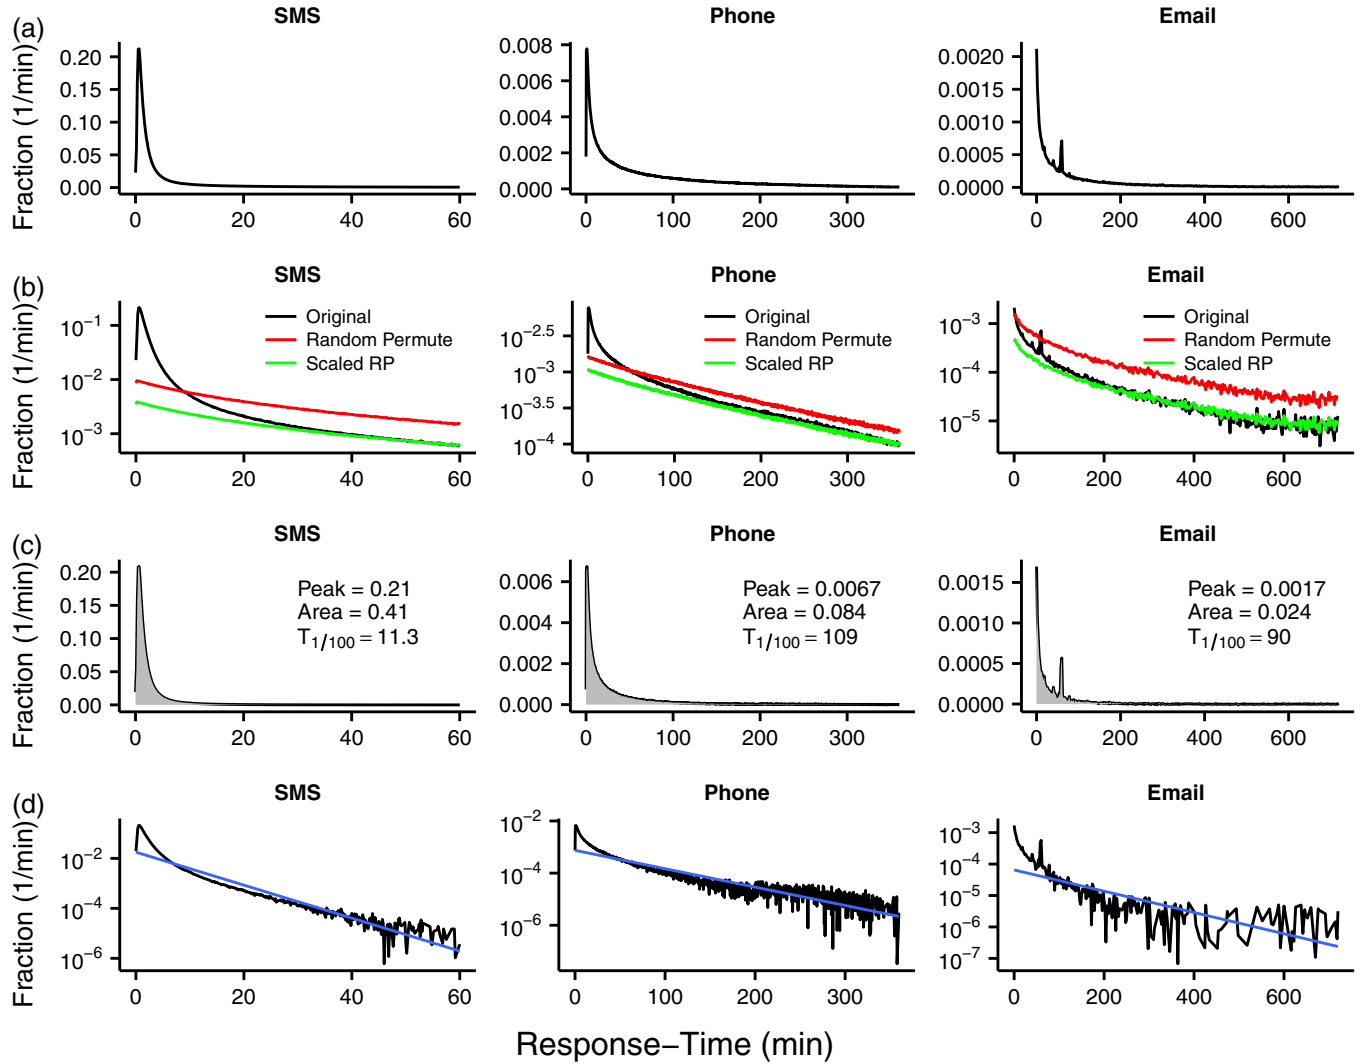 (a)
SMS
Phone
Email
Fraction (1/min)
0.20
0.15
0.10
0.05
0.00
0 20 40 60
0.008
0.006
0.004
0.002
0.000
0 100 200 300
0.0020
0.0015
0.0010
0.0005
0.0000
0 200 400 600
(b)
SMS
Phone
Email
Fraction (1/min)
10⁻¹
10⁻²
10⁻³
Original
Random Permute
Scaled RP
0 20 40 60
10⁻²·⁵
10⁻³
10⁻³·⁵
10⁻⁴
Original
Random Permute
Scaled RP
0 100 200 300
10⁻³
10⁻⁴
10⁻⁵
Original
Random Permute
Scaled RP
0 200 400 600
(c)
SMS
Phone
Email
Fraction (1/min)
0.20
0.15
0.10
0.05
0.00
Peak = 0.21
Area = 0.41
T1/100 = 11.3
0 20 40 60
0.006
0.004
0.002
0.000
Peak = 0.0067
Area = 0.084
T1/100 = 109
0 100 200 300
0.0015
0.0010
0.0005
0.0000
Peak = 0.0017
Area = 0.024
T1/100 = 90
0 200 400 600
(d)
SMS
Phone
Email
Fraction (1/min)
10⁻²
10⁻⁴
10⁻⁶
0 20 40 60
10⁻²
10⁻⁴
10⁻⁶
0 100 200 300
10⁻³
10⁻⁴
10⁻⁵
10⁻⁶
10⁻⁷
0 200 400 600
Response−Time (min)